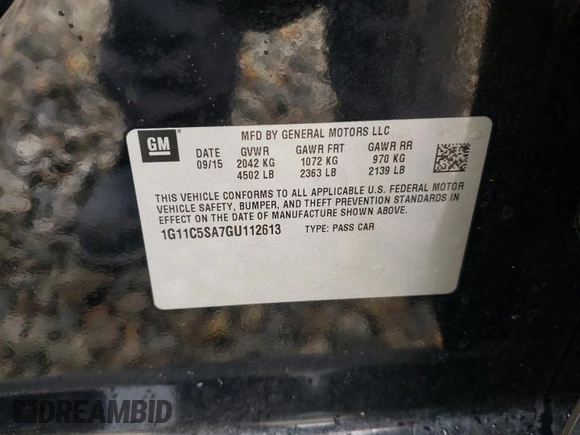 GM
MFD BY GENERAL MOTORS LLC
DATE GVWR GAWR FRT GAWR RR
09/15 2042 KG 1072 KG 970 KG
4502 LB 2363 LB 2139 LB
THIS VEHICLE CONFORMS TO ALL APPLICABLE U.S. FEDERAL MOTOR
VEHICLE SAFETY, BUMPER, AND THEFT PREVENTION STANDARDS IN
EFFECT ON THE DATE OF MANUFACTURE SHOWN ABOVE.
1G11C5SA7GU112613 TYPE: PASS CAR
DREAMBID